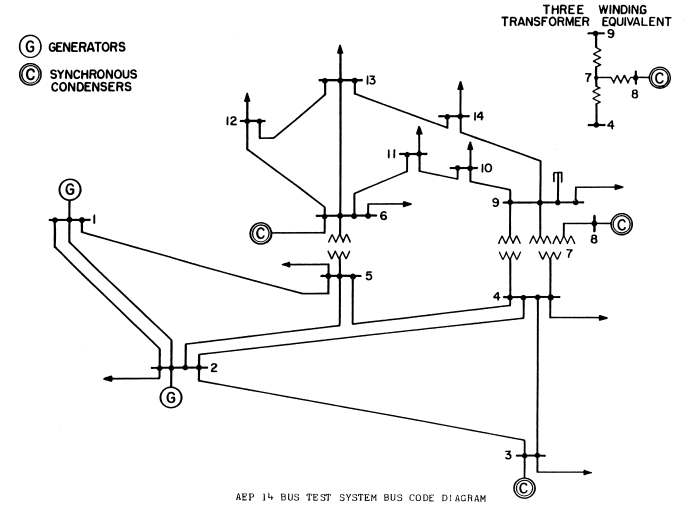 THREE WINDING
TRANSFORMER EQUIVALENT
9
7
8
C
4
G GENERATORS
C SYNCHRONOUS
CONDENSERS
13
12
14
11
10
9
6
C
8
C
7
G
1
5
4
2
G
3
C
AEP 14 BUS TEST SYSTEM BUS CODE DIAGRAM